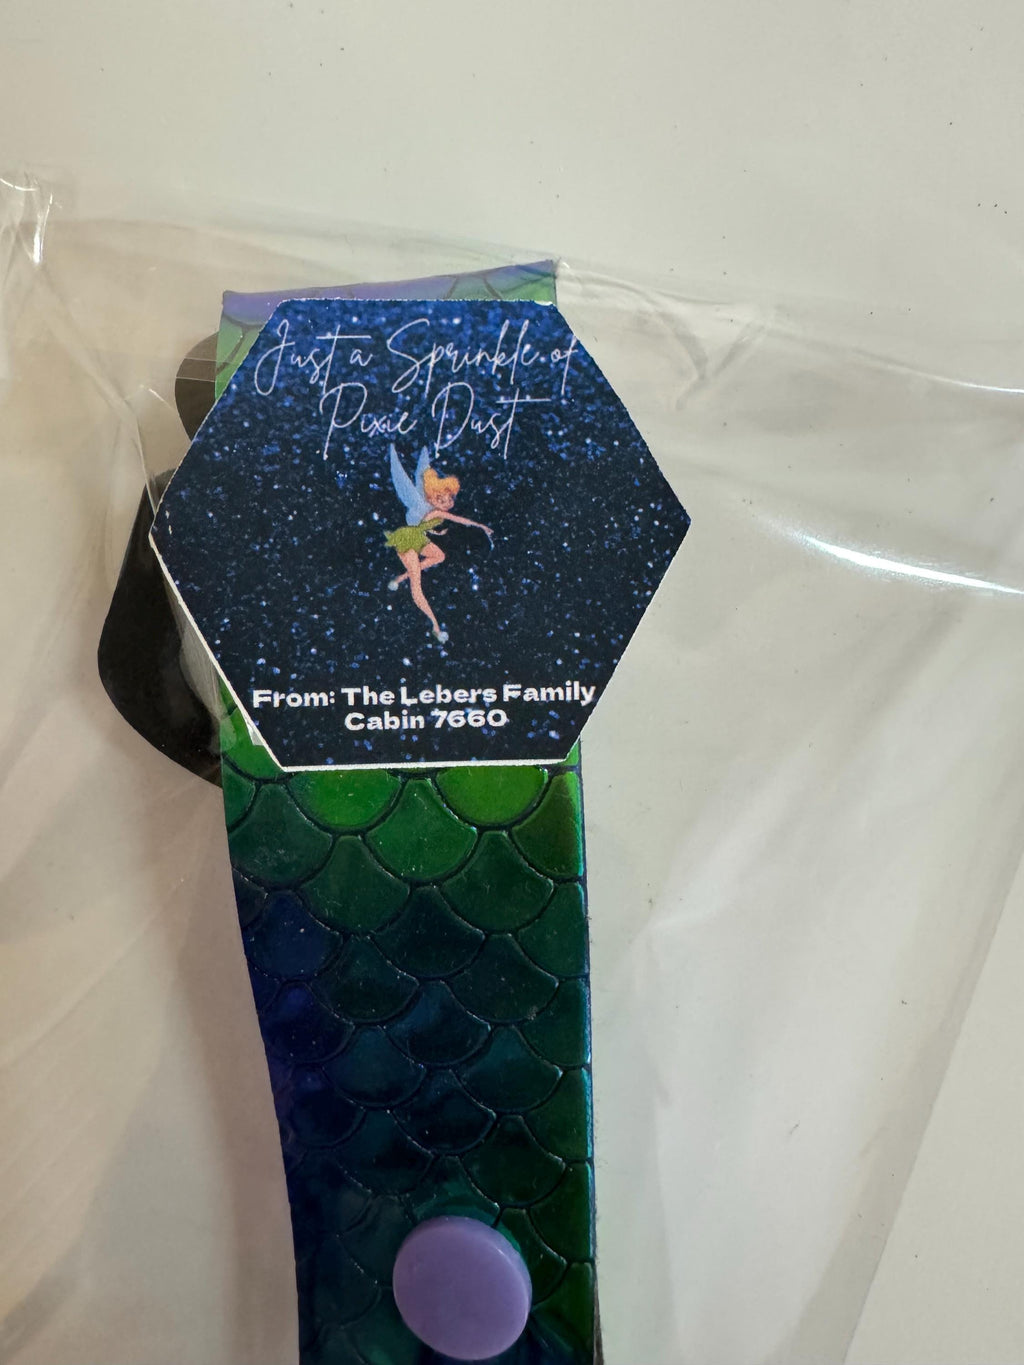 Just a Sprinkle of
Pixie Dust
From: The Lebers Family
Cabin 7660